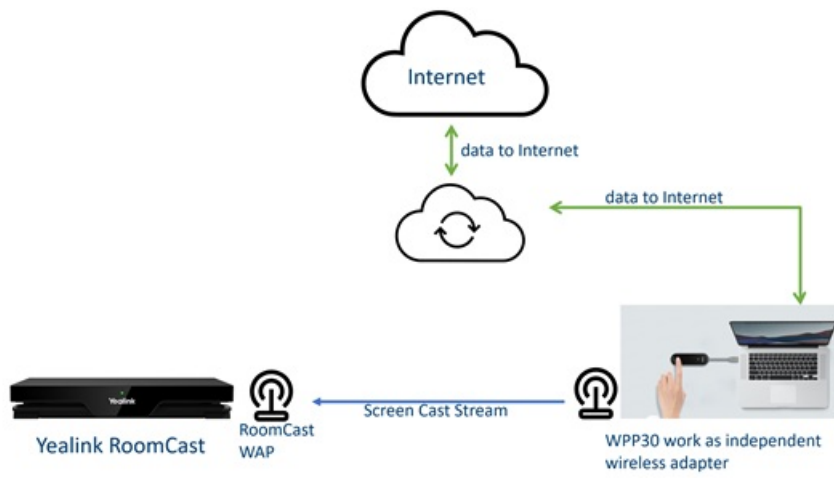 Internet
data to Internet
data to Internet
Yealink
Yealink RoomCast
RoomCast
WAP
Screen Cast Stream
WPP30 work as independent
wireless adapter